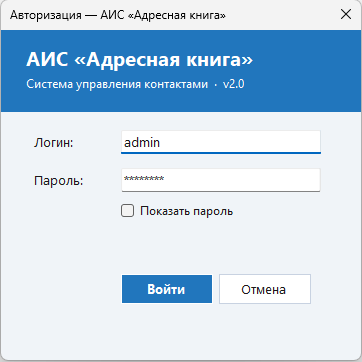 Авторизация — АИС «Адресная книга»
АИС «Адресная книга»
Система управления контактами · v2.0
Логин: admin
Пароль: ********
Показать пароль
Войти Отмена